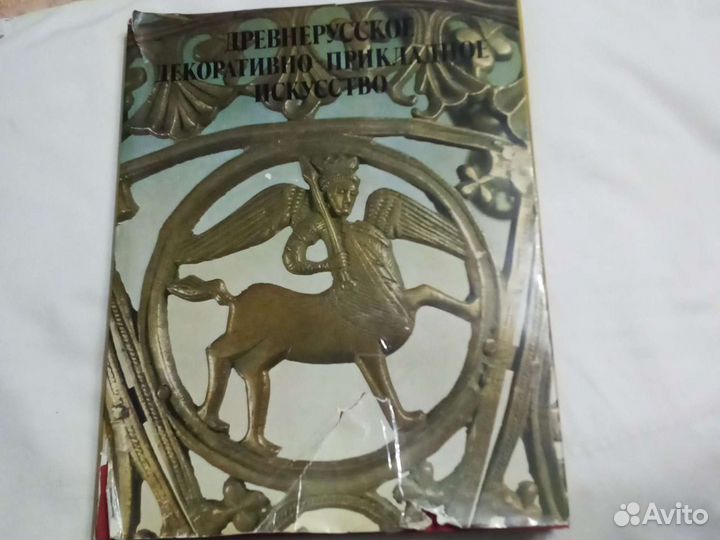 ДРЕВНЕРУССКОЕ
ДЕКОРАТИВНО-ПРИКЛАДНОЕ
ИСКУССТВО
Avito